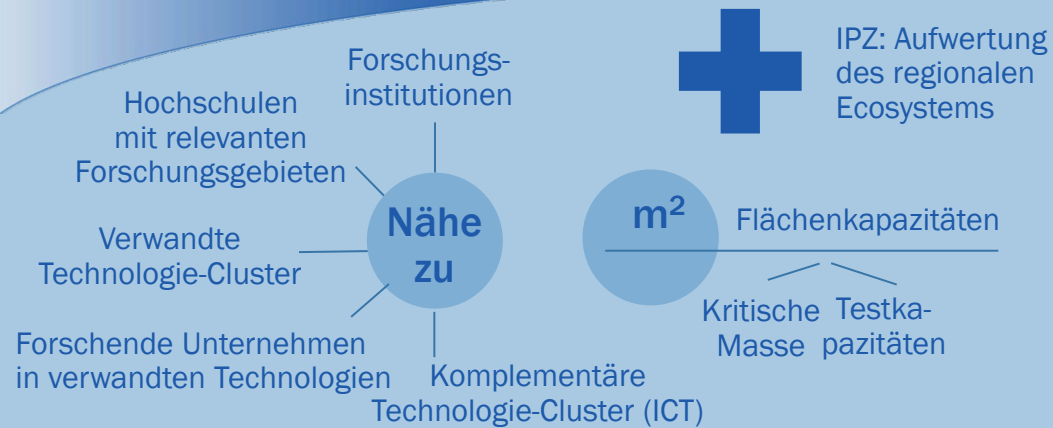 Forschungs-
institutionen
Hochschulen
mit relevanten
Forschungsgebieten
Verwandte
Technologie-Cluster
Forschende Unternehmen
in verwandten Technologien
Komplementäre
Technologie-Cluster (ICT)
Nähe
zu
IPZ: Aufwertung
des regionalen
Ecosystems
m²
Flächenkapazitäten
Kritische
Masse
Testka-
pazitäten